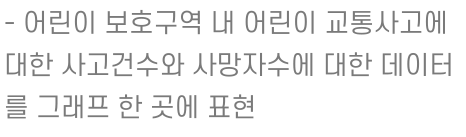 - 어린이 보호구역 내 어린이 교통사고에
대한 사고건수와 사망자수에 대한 데이터
를 그래프 한 곳에 표현